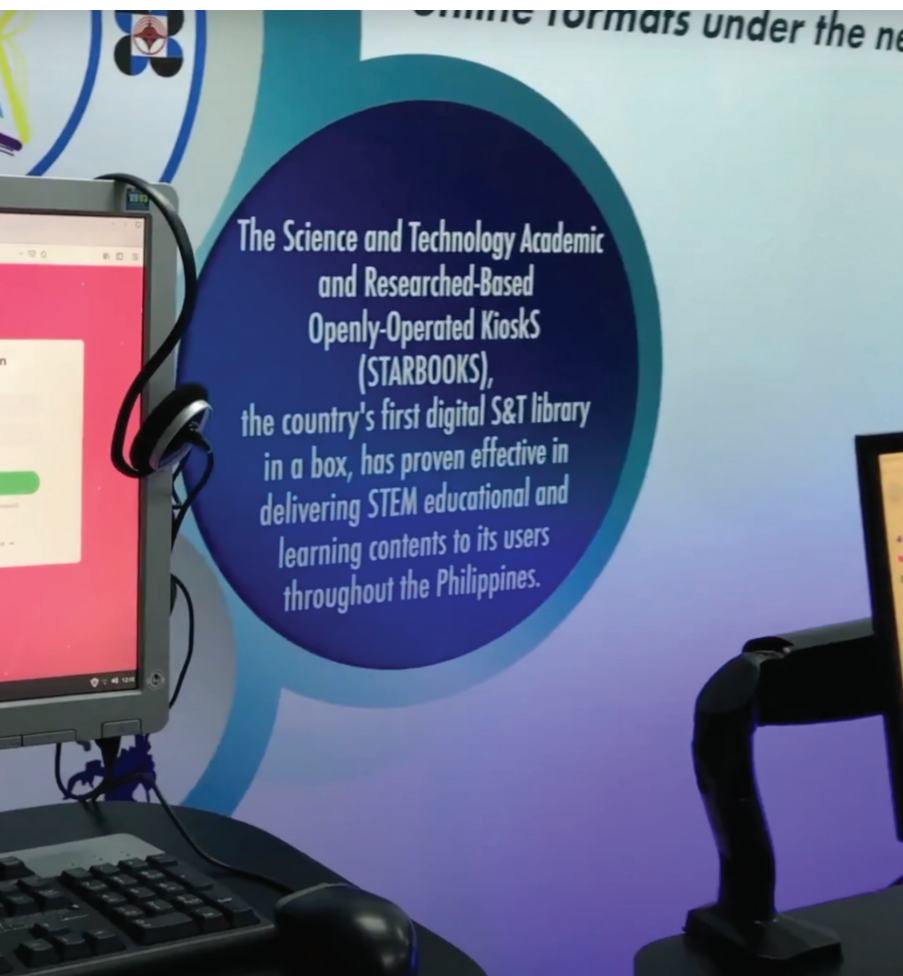 Online formats under the ne
The Science and Technology Academic
and Researched-Based
Openly-Operated KioskS
(STARBOOKS),
the country's first digital S&T library
in a box, has proven effective in
delivering STEM educational and
learning contents to its users
throughout the Philippines.